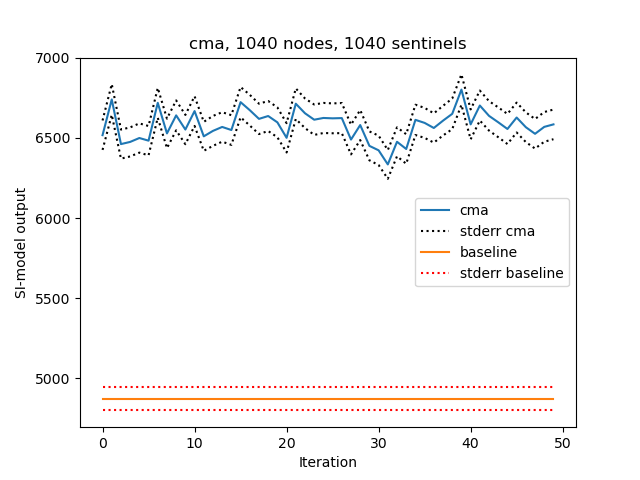 cma, 1040 nodes, 1040 sentinels
7000
6500
6000
5500
5000
SI-model output
cma
stderr cma
baseline
stderr baseline
0
10
20
30
40
50
Iteration